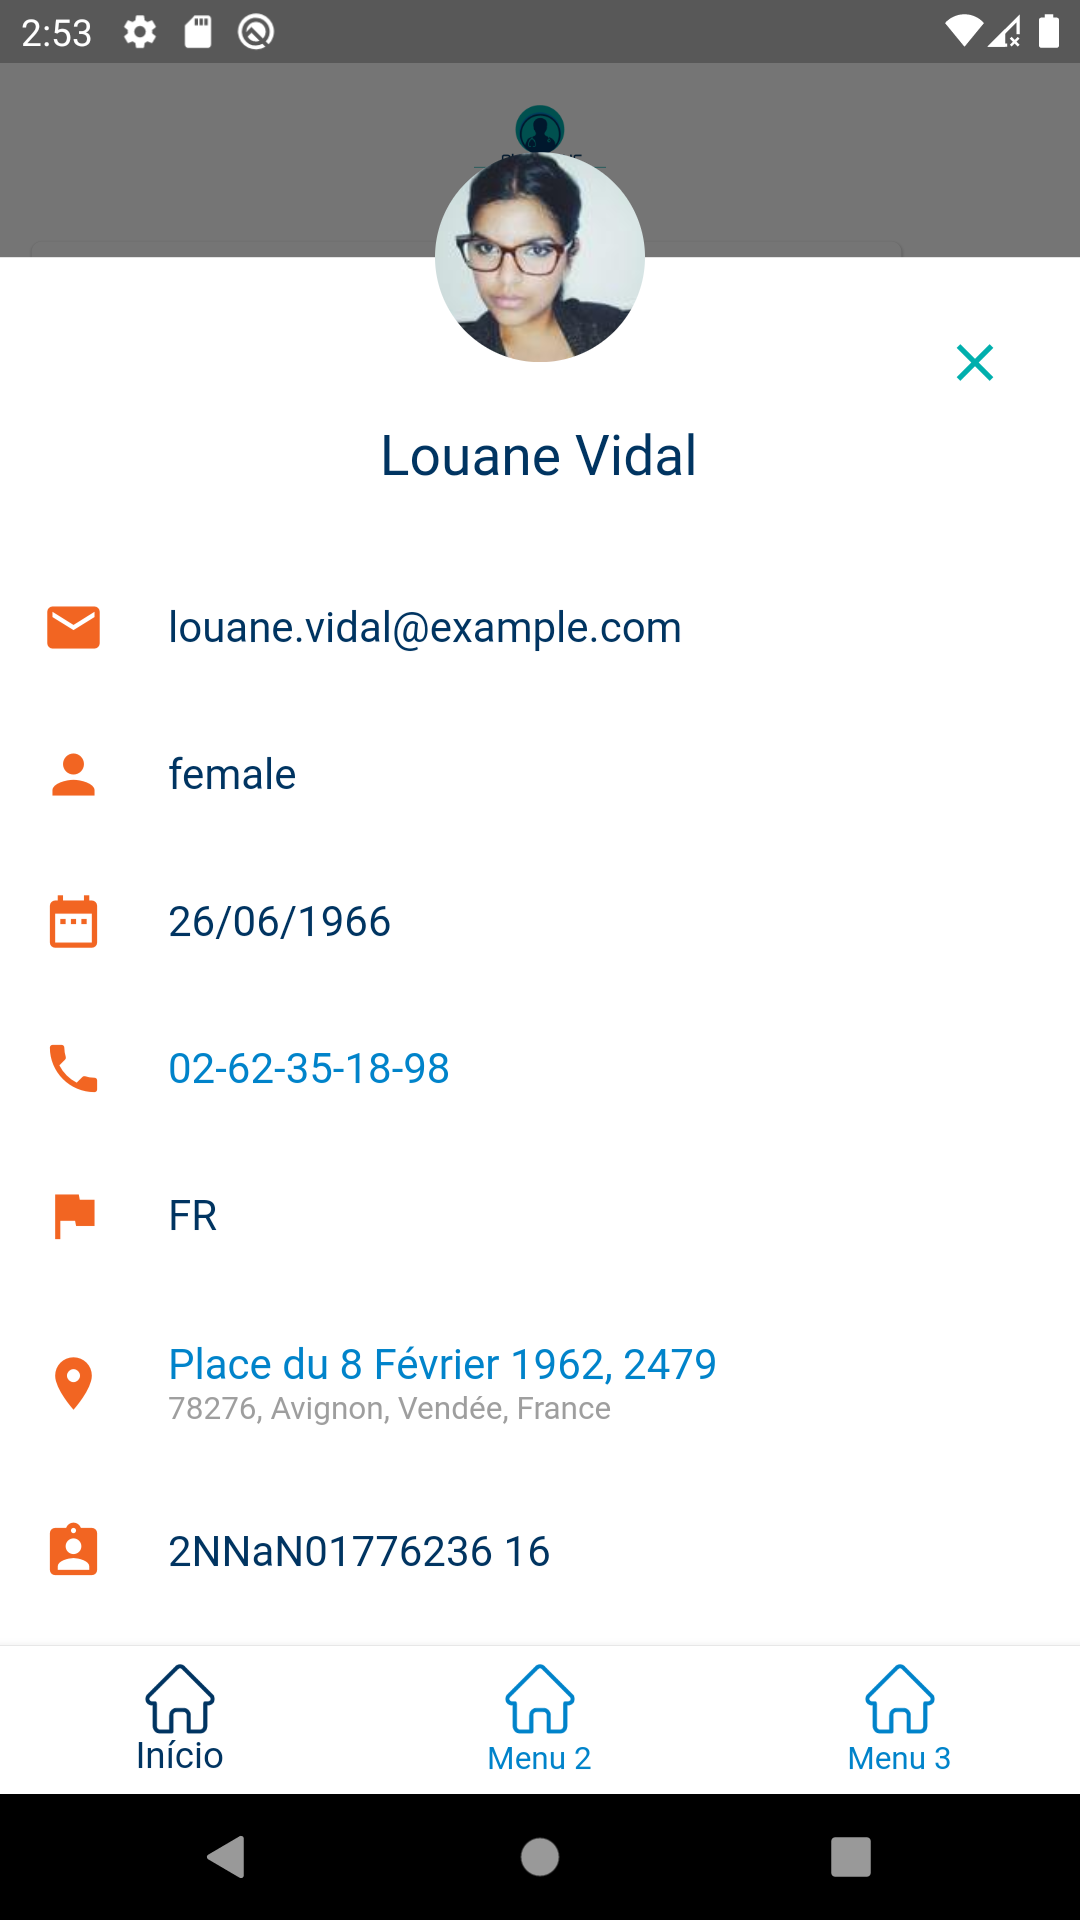 2:53
Louane Vidal
louane.vidal@example.com
female
26/06/1966
02-62-35-18-98
FR
Place du 8 Février 1962, 2479
78276, Avignon, Vendée, France
2NNaN01776236 16
Início
Menu 2
Menu 3